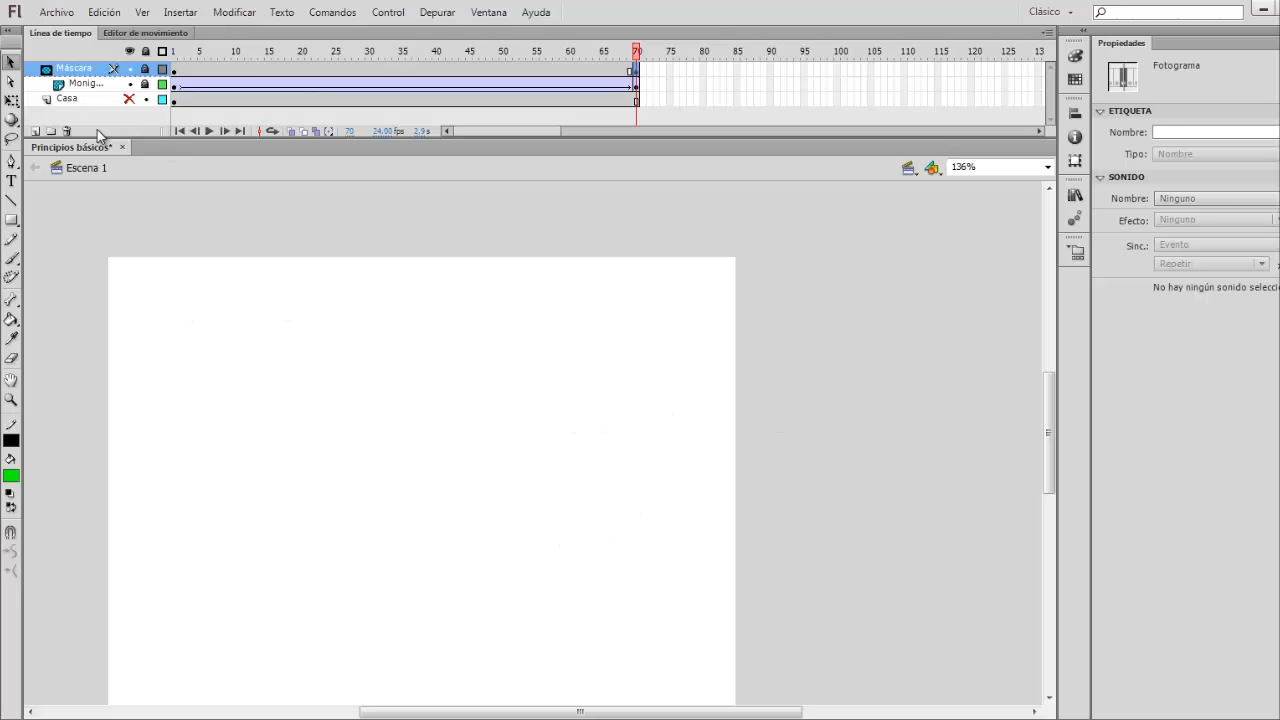 Fl Archivo Edición Ver Insertar Modificar Texto Comandos Control Depurar Ventana Ayuda Clásico
Línea de tiempo Editor de movimiento
1 5 10 15 20 25 30 35 40 45 50 55 60 65 70 75 80 85 90 95 100 105 110 115 120 125 130 13
Máscara
Monig...
Casa
70 24.00 fps 2.9 s
Principios básicos*
Escena 1
136%
Propiedades
Fotograma
ETIQUETA
Nombre:
Tipo: Nombre
SONIDO
Nombre: Ninguno
Efecto: Ninguno
Sinc.: Evento
Repetir
No hay ningún sonido selecci